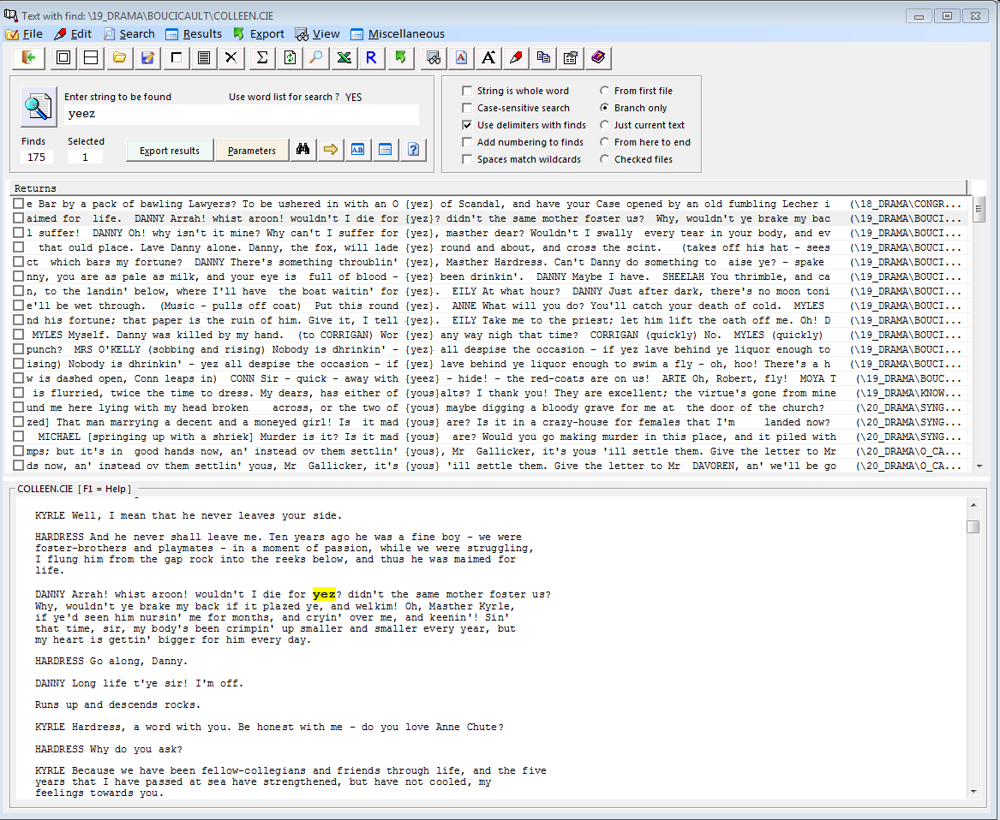 Text with find: \19_DRAMA\BOUCICAULT\COLLEEN.CIE
File Edit Search Results Export View Miscellaneous
Σ R A A AB ?
Enter string to be found Use word list for search ? YES
yeez
Finds Selected
175 1
Export results Parameters
String is whole word From first file
Case-sensitive search Branch only
Use delimiters with finds Just current text
Add numbering to finds From here to end
Spaces match wildcards Checked files
Returns
e Bar by a pack of bawling Lawyers? To be ushered in with an O {yez} of Scandal, and have your Case opened by an old fumbling Lecher i (\18_DRAMA\CONGR...
aimed for life. DANNY Arrah! whist aroon! wouldn't I die for {yez}? didn't the same mother foster us? Why, wouldn't ye brake my bac (\19_DRAMA\BOUCI...
l suffer! DANNY Oh! why isn't it mine? Why can't I suffer for {yez}, masther dear? Wouldn't I swally every tear in your body, and ev (\19_DRAMA\BOUCI...
that ould place. Lave Danny alone. Danny, the fox, will lade {yez} round and about, and cross the scint. (takes off his hat - sees (\19_DRAMA\BOUCI...
ct which bars my fortune? DANNY There's something throublin' {yez}, Masther Hardress. Can't Danny do something to aise ye? - spake (\19_DRAMA\BOUCI...
nny, you are as pale as milk, and your eye is full of blood - {yez} been drinkin'. DANNY Maybe I have. SHEELAH You thrimble, and ca (\19_DRAMA\BOUCI...
n, to the landin' below, where I'll have the boat waitin' for {yez}. EILY At what hour? DANNY Just after dark, there's no moon toni (\19_DRAMA\BOUCI...
e'll be wet through. (Music - pulls off coat) Put this round {yez}. ANNE What will you do? You'll catch your death of cold. MYLES (\19_DRAMA\BOUCI...
nd his fortune; that paper is the ruin of him. Give it, I tell {yez}. EILY Take me to the priest; let him lift the oath off me. Oh! D (\19_DRAMA\BOUCI...
MYLES Myself. Danny was killed by my hand. (to CORRIGAN) Wor {yez} any way nigh that time? CORRIGAN (quickly) No. MYLES (quickly) (\19_DRAMA\BOUCI...
punch? MRS O'KELLY (sobbing and rising) Nobody is dhrinkin' - {yez} all despise the occasion - if yez lave behind ye liquor enough to (\19_DRAMA\BOUCI...
ising) Nobody is dhrinkin' - yez all despise the occasion - if {yez} lave behind ye liquor enough to swim a fly - oh, hoo! There's a h (\19_DRAMA\BOUCI...
w is dashed open, Conn leaps in) CONN Sir - quick - away with {yeez} - hide! - the red-coats are on us! ARTE Oh, Robert, fly! MOYA T (\19_DRAMA\BOUC...
is flurried, twice the time to dress. My dears, has either of {yous}alts? I thank you! They are excellent; the virtue's gone from mine (\19_DRAMA\KNOW...
und me here lying with my head broken across, or the two of {yous} maybe digging a bloody grave for me at the door of the church? (\20_DRAMA\SYNG...
zed] That man marrying a decent and a moneyed girl! Is it mad {yous} are? Is it in a crazy-house for females that I'm landed now? (\20_DRAMA\SYNG...
MICHAEL [springing up with a shriek] Murder is it? Is it mad {yous} are? Would you go making murder in this place, and it piled with (\20_DRAMA\SYNG...
mps; but it's in good hands now, an' instead ov them settlin' {yous}, Mr Gallicker, it's yous 'ill settle them. Give the letter to Mr (\20_DRAMA\O_CA...
ds now, an' instead ov them settlin' yous, Mr Gallicker, it's {yous} 'ill settle them. Give the letter to Mr DAVOREN, an' we'll be go (\20_DRAMA\O_CA...
COLLEEN.CIE [ F1 = Help ]
KYRLE Well, I mean that he never leaves your side.
HARDRESS And he never shall leave me. Ten years ago he was a fine boy - we were
foster-brothers and playmates - in a moment of passion, while we were struggling,
I flung him from the gap rock into the reeks below, and thus he was maimed for
life.
DANNY Arrah! whist aroon! wouldn't I die for yez? didn't the same mother foster us?
Why, wouldn't ye brake my back if it plazed ye, and welkim! Oh, Masther Kyrle,
if ye'd seen him nursin' me for months, and cryin' over me, and keenin'! Sin'
that time, sir, my body's been crimpin' up smaller and smaller every year, but
my heart is gettin' bigger for him every day.
HARDRESS Go along, Danny.
DANNY Long life t'ye sir! I'm off.
Runs up and descends rocks.
KYRLE Hardress, a word with you. Be honest with me - do you love Anne Chute?
HARDRESS Why do you ask?
KYRLE Because we have been fellow-collegians and friends through life, and the five
years that I have passed at sea have strengthened, but have not cooled, my
feelings towards you.